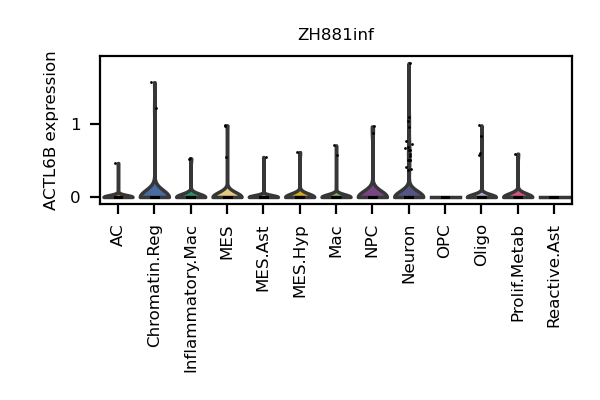 ZH881inf
ACTL6B expression
1
0
AC
Chromatin.Reg
Inflammatory.Mac
MES
MES.Ast
MES.Hyp
Mac
NPC
Neuron
OPC
Oligo
Prolif.Metab
Reactive.Ast